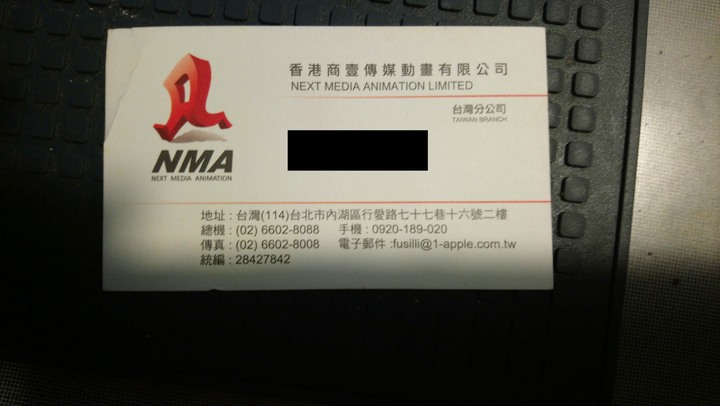 香港商壹傳媒動畫有限公司
NEXT MEDIA ANIMATION LIMITED
台灣分公司
TAIWAN BRANCH
NMA
NEXT MEDIA ANIMATION
地址 : 台灣(114)台北市內湖區行愛路七十七巷十六號二樓
總機 : (02) 6602-8088 手機 : 0920-189-020
傳真 : (02) 6602-8008 電子郵件 :fusilli@1-apple.com.tw
統編 : 28427842